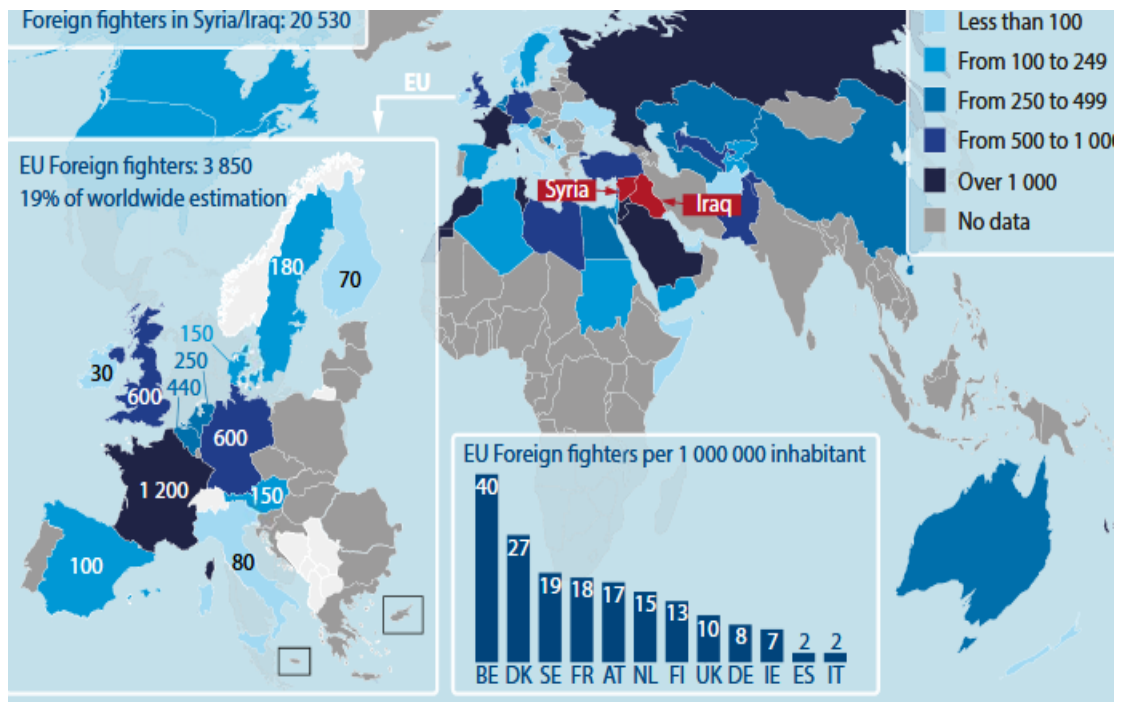 Foreign fighters in Syria/Iraq: 20 530
EU
Less than 100
From 100 to 249
From 250 to 499
From 500 to 1 00
Over 1 000
No data
Syria
Iraq
EU Foreign fighters: 3 850
19% of worldwide estimation
180
70
150
250
440
30
600
600
1 200
150
100
80
EU Foreign fighters per 1 000 000 inhabitant
40
27
19
18
17
15
13
10
8
7
2
2
BE DK SE FR AT NL FI UK DE IE ES IT